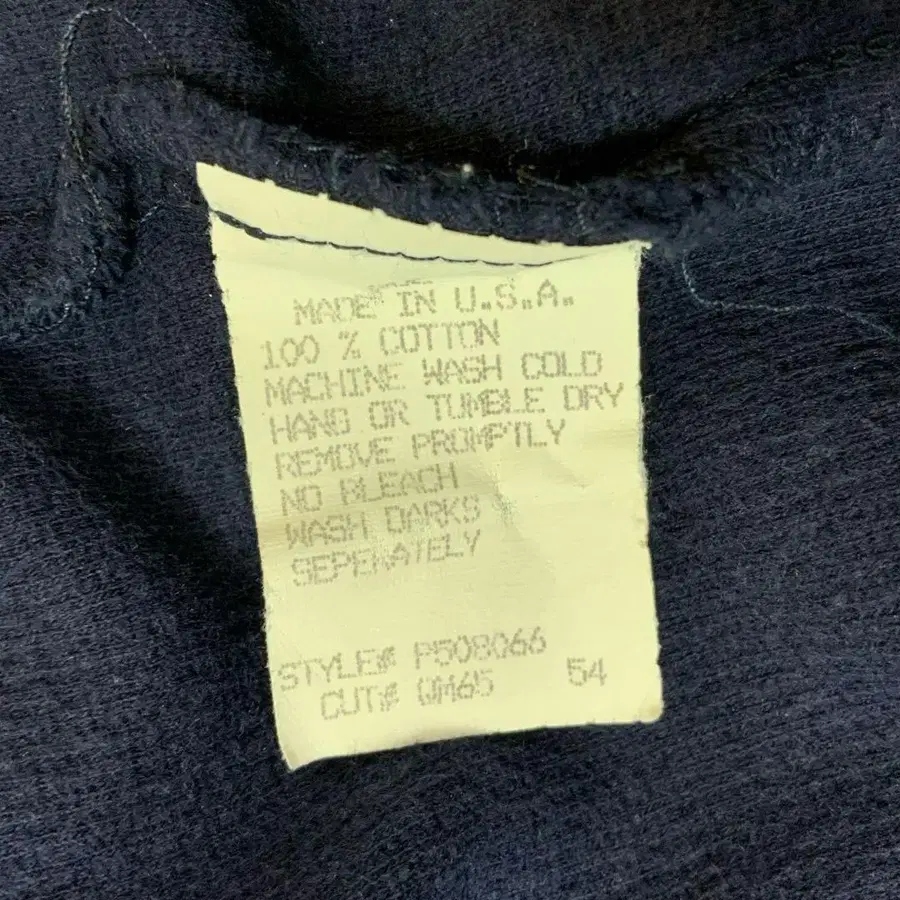 MADE IN U.S.A.
100 % COTTON
MACHINE WASH COLD
HANG OR TUMBLE DRY
REMOVE PROMPTLY
NO BLEACH
WASH DARKS
SEPERATELY
STYLE# P508066
CUT# QM65 54